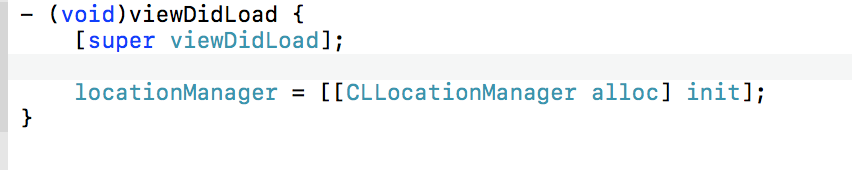 - (void)viewDidLoad {
    [super viewDidLoad];
    locationManager = [[CLLocationManager alloc] init];
}